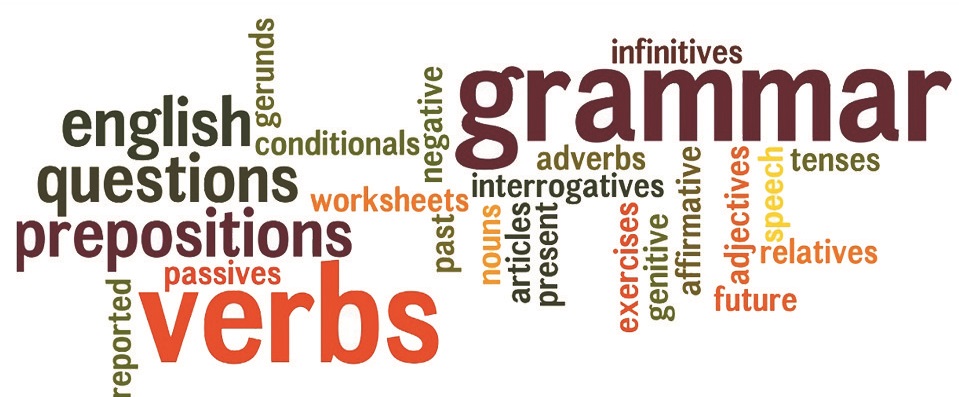 gerunds
infinitives
grammar
english
conditionals
negative
adverbs
speech
tenses
questions
worksheets
interrogatives
affirmative
adjectives
prepositions
past
nouns
articles
present
exercises
genitive
relatives
passives
verbs
reported
future